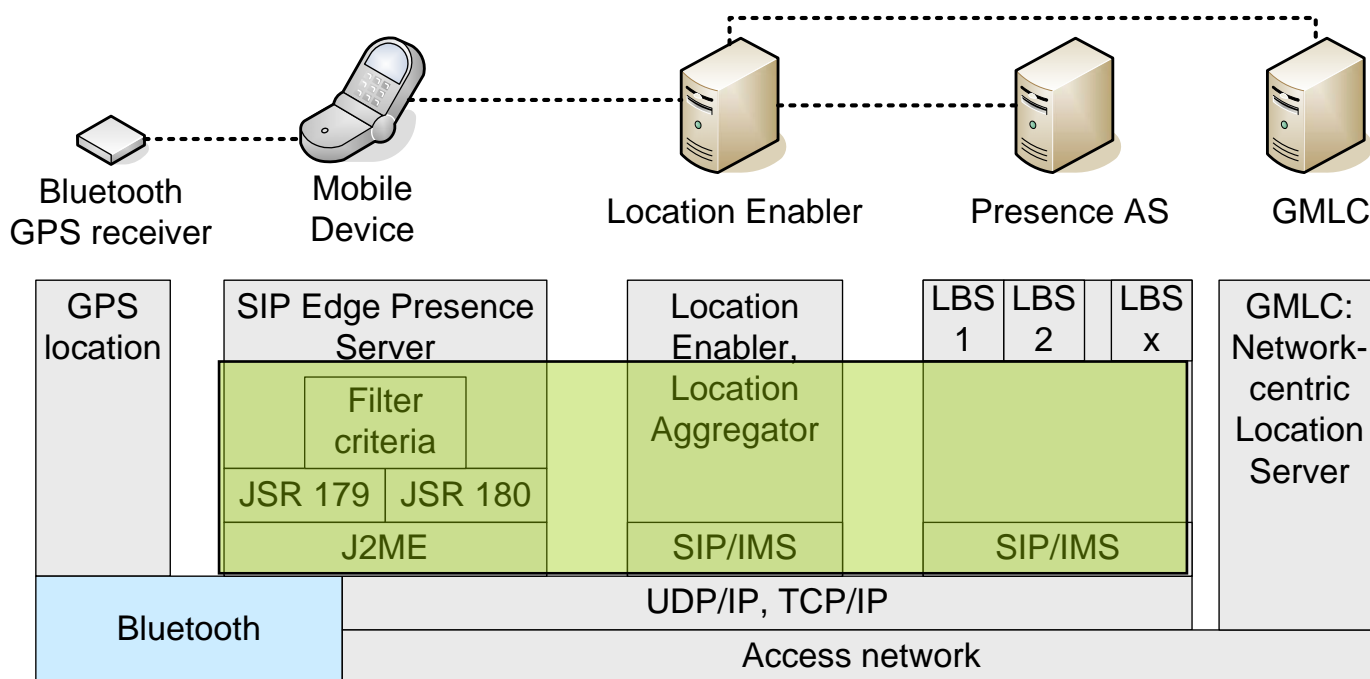 Bluetooth
GPS receiver
Mobile
Device
Location Enabler
Presence AS
GMLC
GPS
location
SIP Edge Presence
Server
Filter
criteria
JSR 179
JSR 180
J2ME
Location
Enabler,
Location
Aggregator
SIP/IMS
LBS
1
LBS
2
LBS
x
SIP/IMS
GMLC:
Network-
centric
Location
Server
UDP/IP, TCP/IP
Bluetooth
Access network